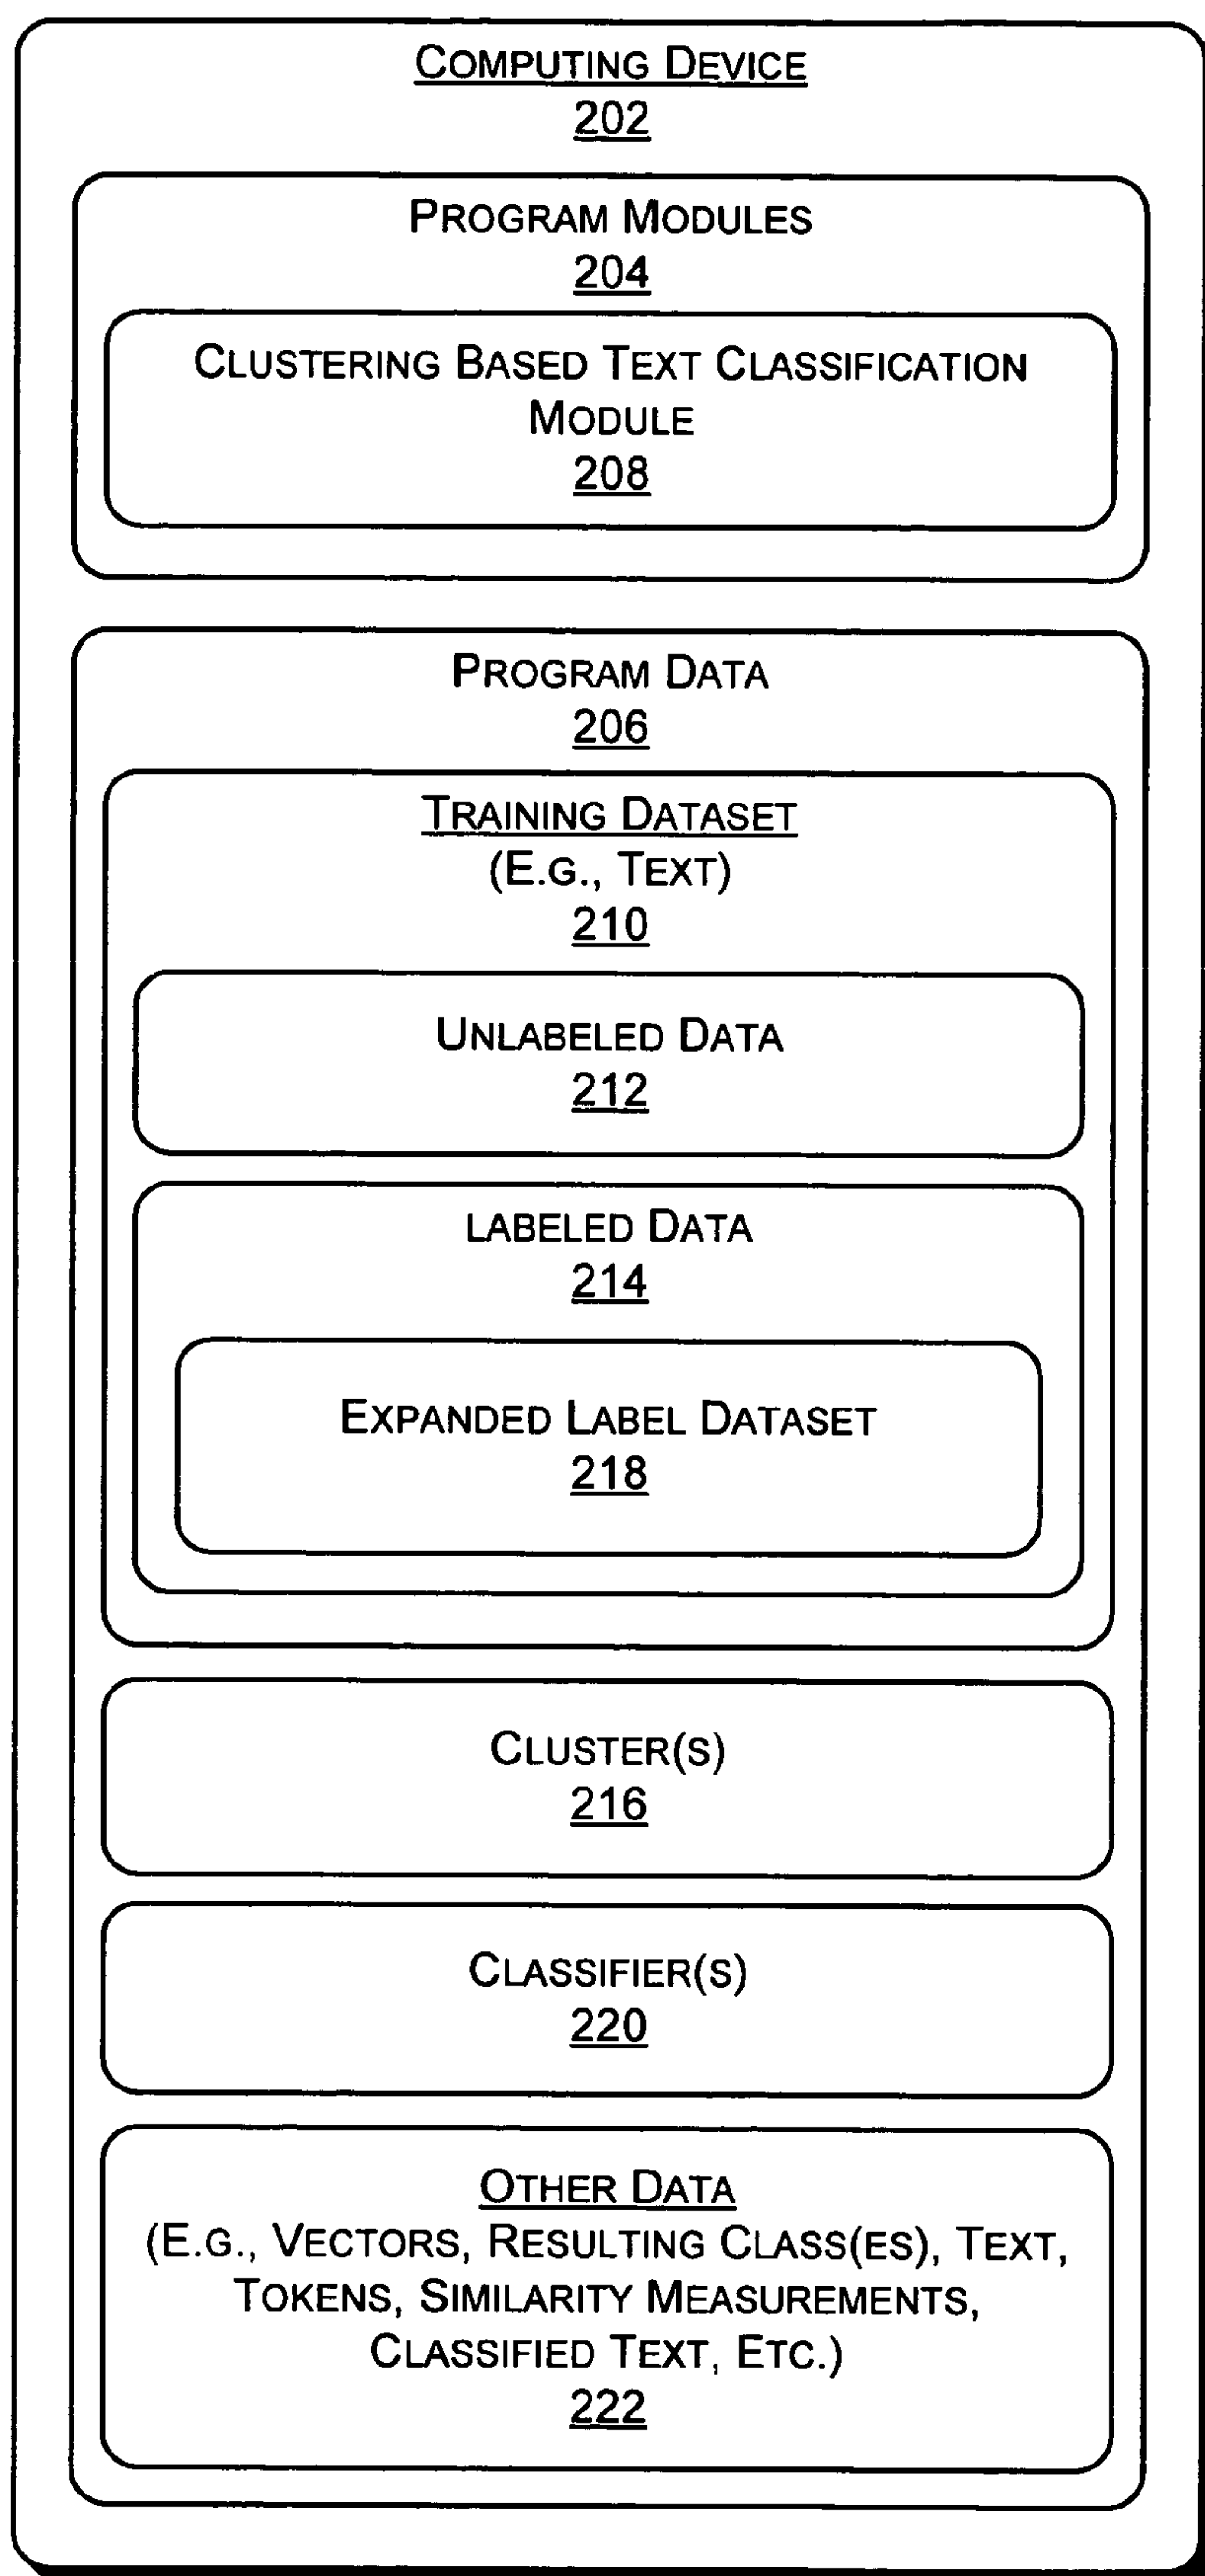 COMPUTING DEVICE
202
PROGRAM MODULES
204
CLUSTERING BASED TEXT CLASSIFICATION
MODULE
208
PROGRAM DATA
206
TRAINING DATASET
(E.G., TEXT)
210
UNLABELED DATA
212
LABELED DATA
214
EXPANDED LABEL DATASET
218
CLUSTER(S)
216
CLASSIFIER(S)
220
OTHER DATA
(E.G., VECTORS, RESULTING CLASS(ES), TEXT,
TOKENS, SIMILARITY MEASUREMENTS,
CLASSIFIED TEXT, ETC.)
222